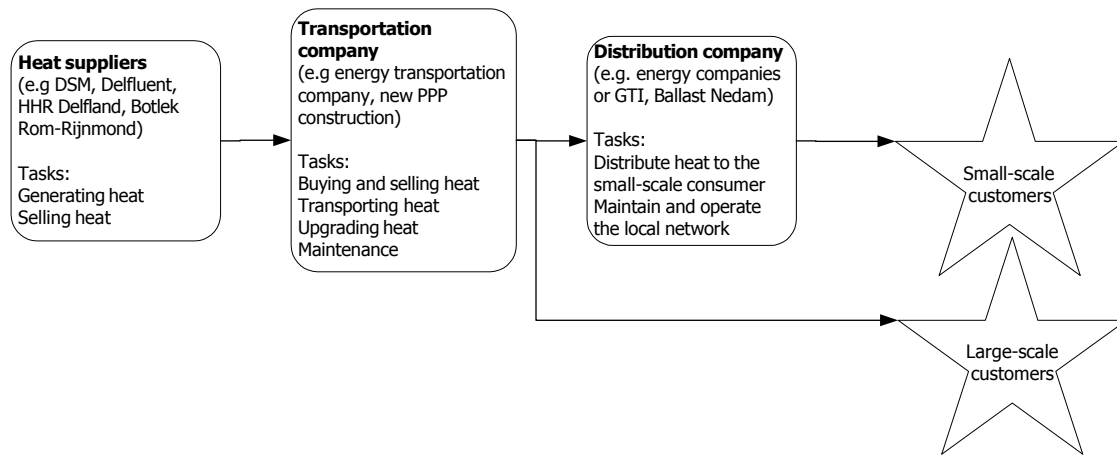 Heat suppliers
(e.g DSM, Delfluent,
HHR Delfland, Botlek
Rom-Rijnmond)
Tasks:
Generating heat
Selling heat
Transportation
company
(e.g energy transportation
company, new PPP
construction)
Tasks:
Buying and selling heat
Transporting heat
Upgrading heat
Maintenance
Distribution company
(e.g. energy companies
or GTI, Ballast Nedam)
Tasks:
Distribute heat to the
small-scale consumer
Maintain and operate
the local network
Small-scale
customers
Large-scale
customers